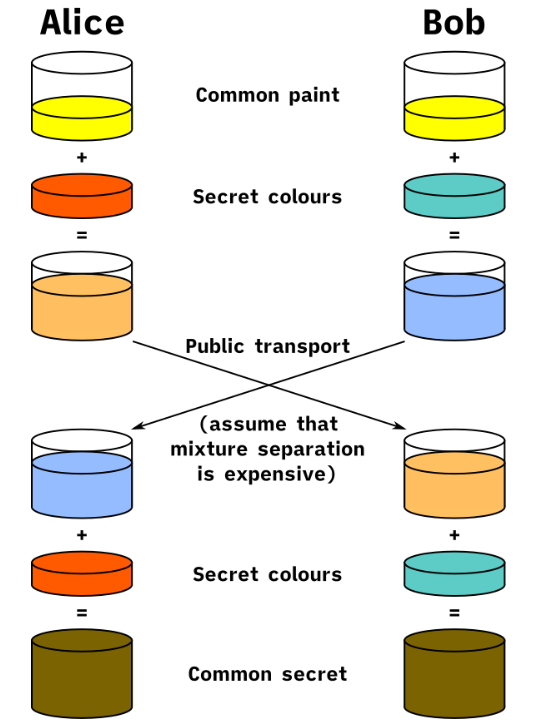 Alice Bob
Common paint
+ +
Secret colours
= =
Public transport
(assume that
mixture separation
is expensive)
+ +
Secret colours
= =
Common secret